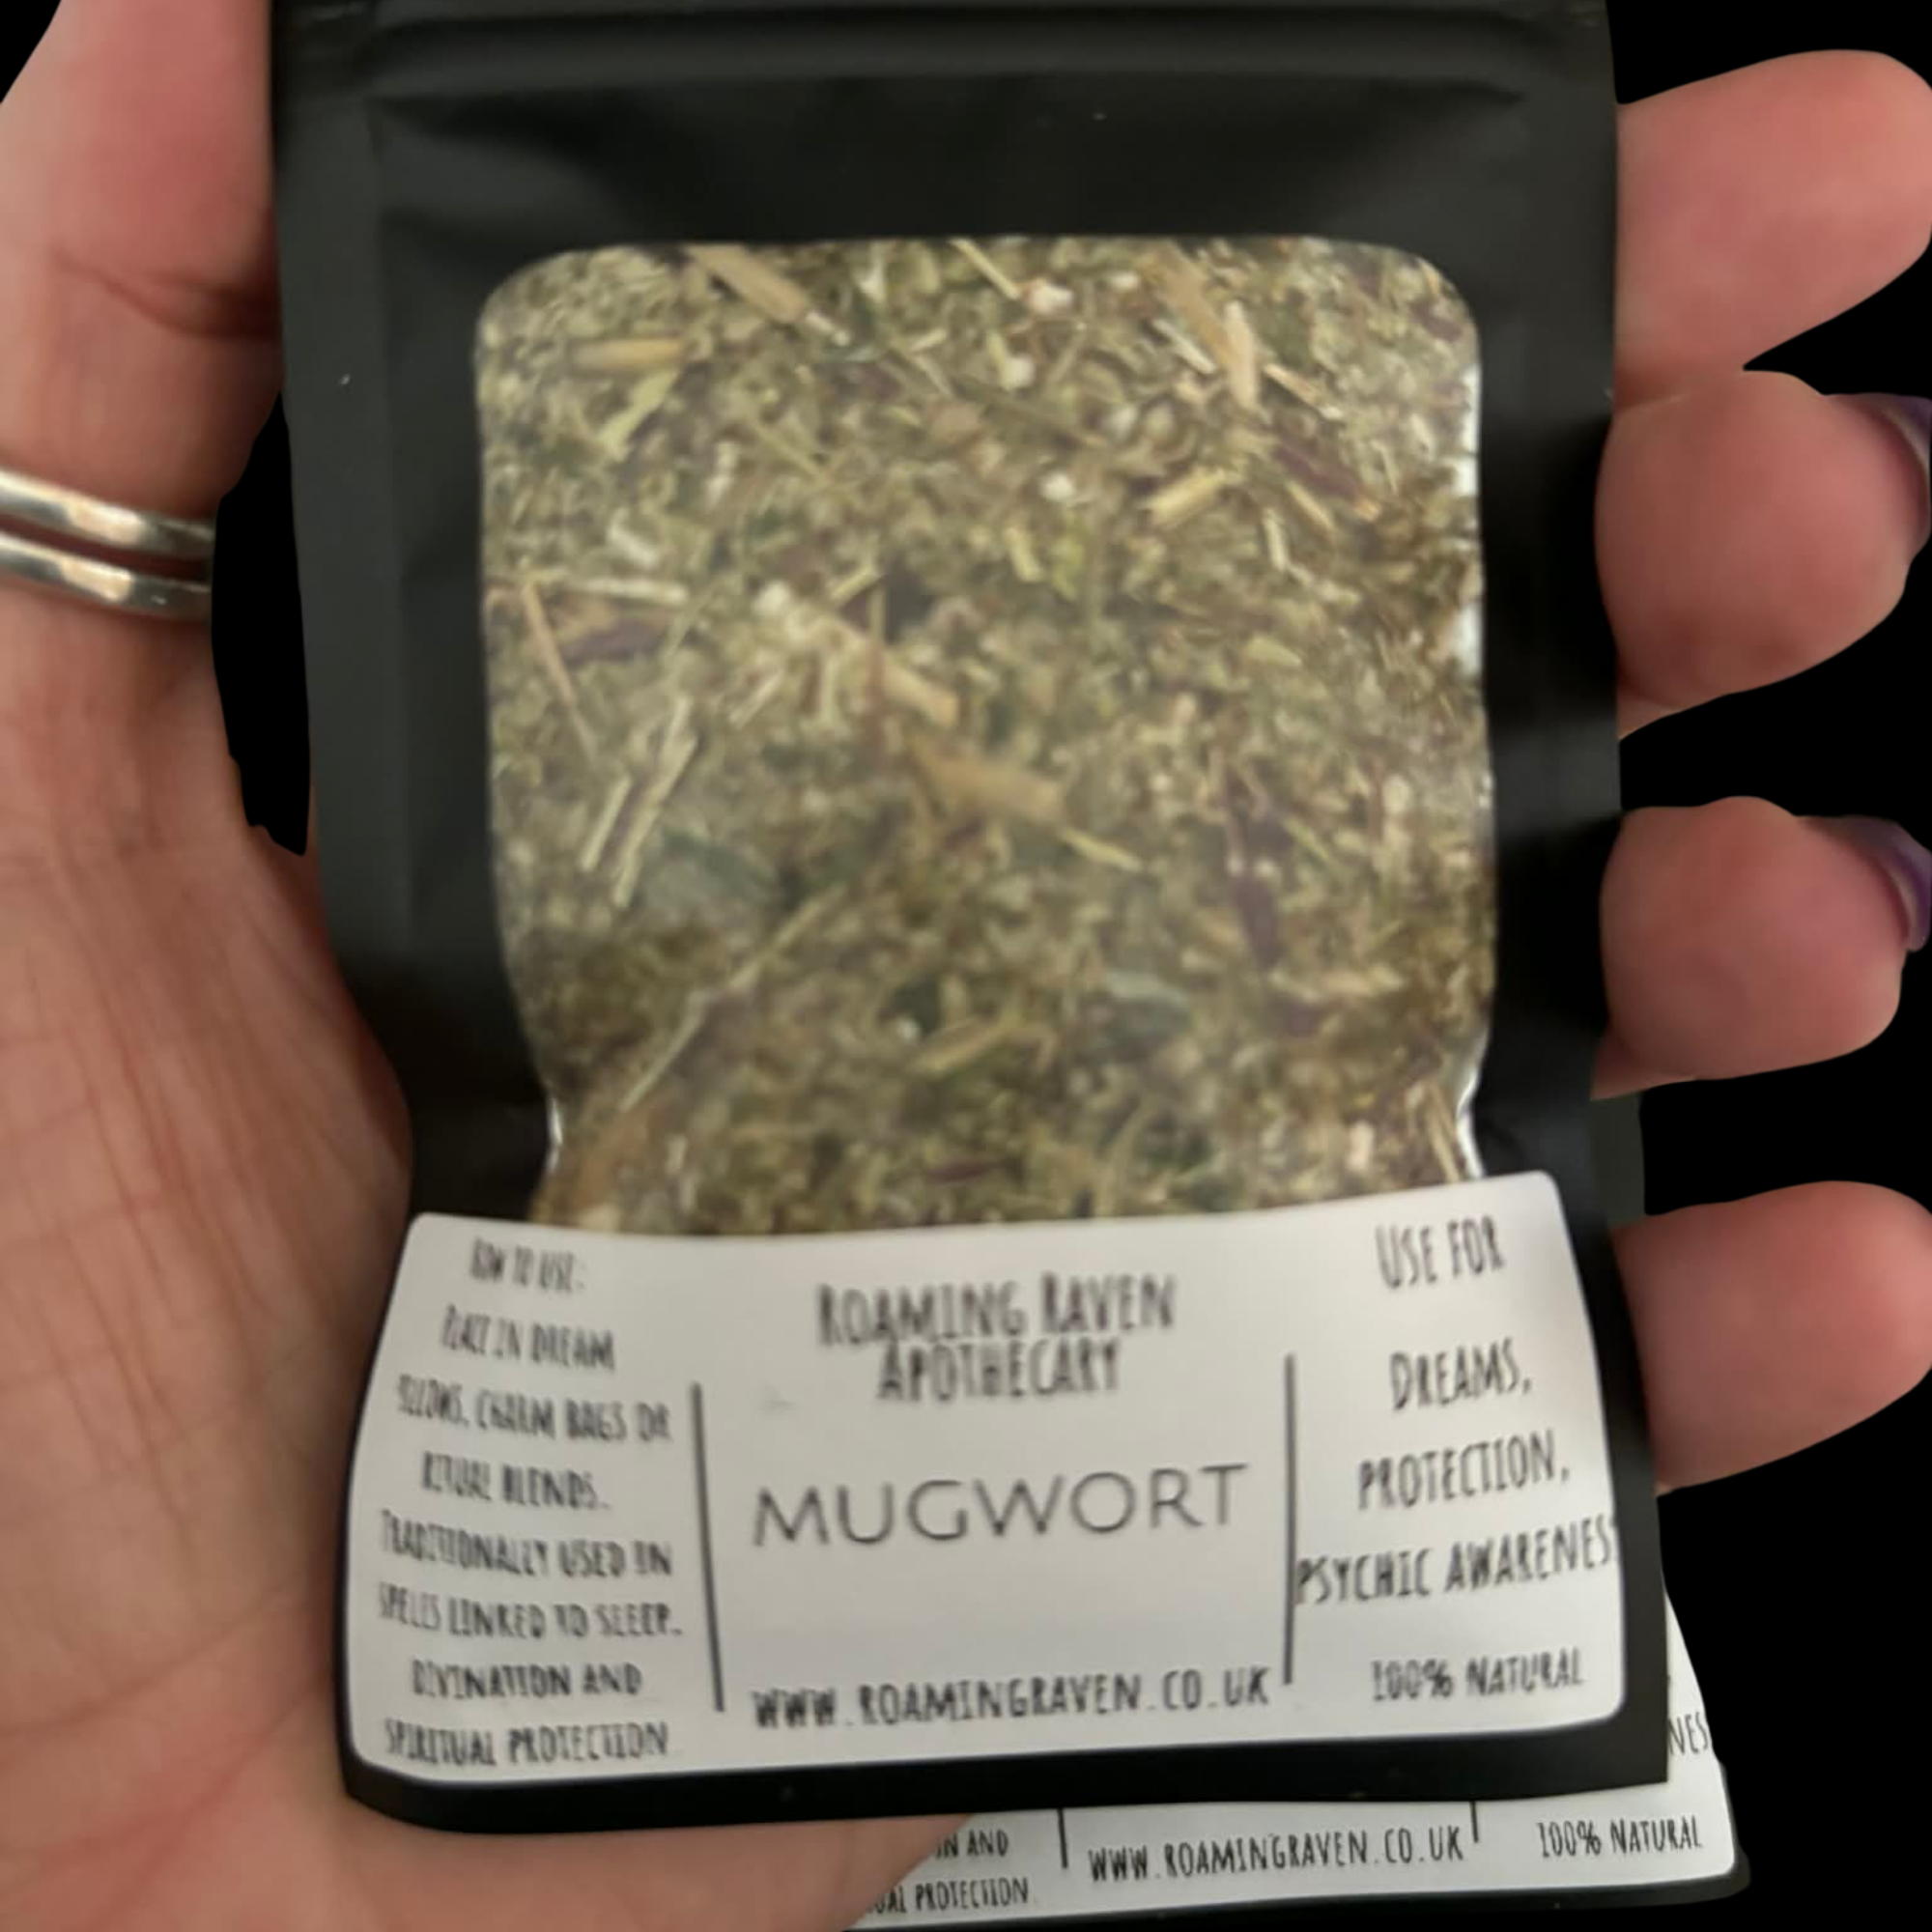 How to use:
Place in dream
pillows, charm bags or
ritual blends.
Traditionally used in
spells linked to sleep,
divination and
spiritual protection
Roaming Raven
Apothecary
MUGWORT
www.roamingraven.co.uk
Use for
Dreams,
protection,
psychic awareness
100% Natural
and
protection
www.roamingraven.co.uk
100% Natural